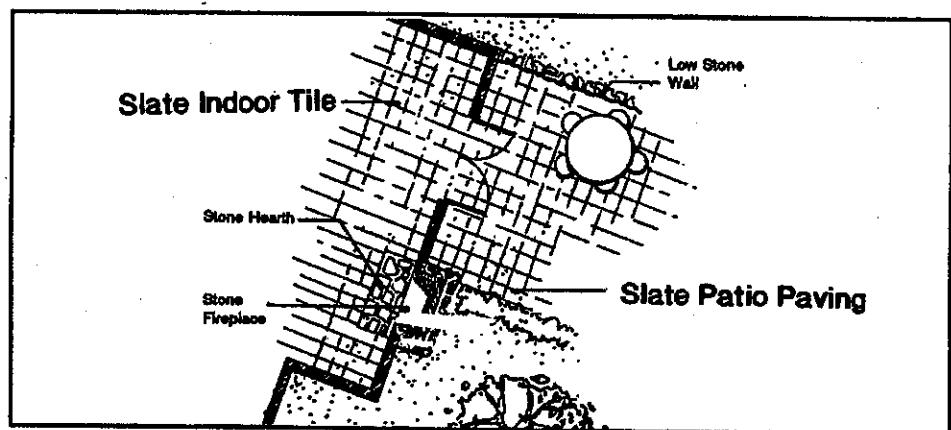 Low Stone
Wall
Slate Indoor Tile
Stone Hearth
Stone
Fireplace
Slate Patio Paving